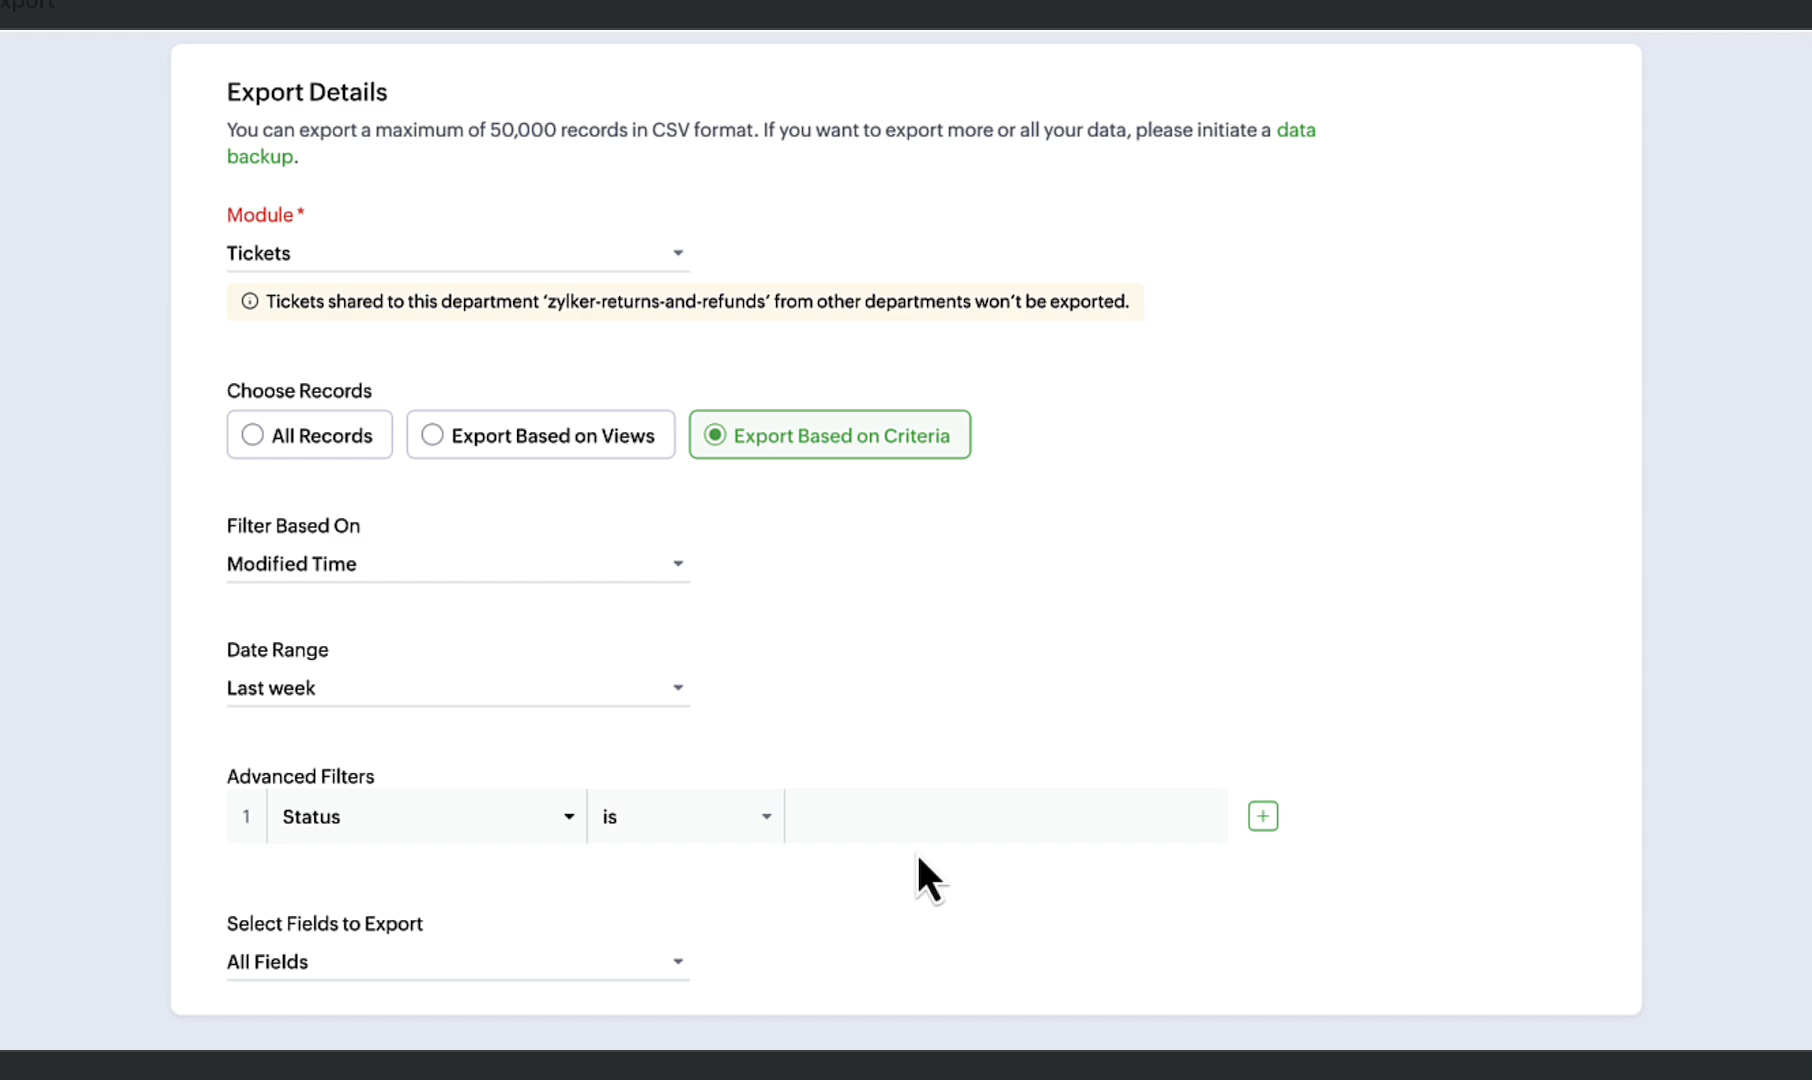 Export Details
You can export a maximum of 50,000 records in CSV format. If you want to export more or all your data, please initiate a data
backup.
Module*
Tickets
Tickets shared to this department ‘zylker-returns-and-refunds’ from other departments won’t be exported.
Choose Records
All Records Export Based on Views Export Based on Criteria
Filter Based On
Modified Time
Date Range
Last week
Advanced Filters
1 Status is
Select Fields to Export
All Fields